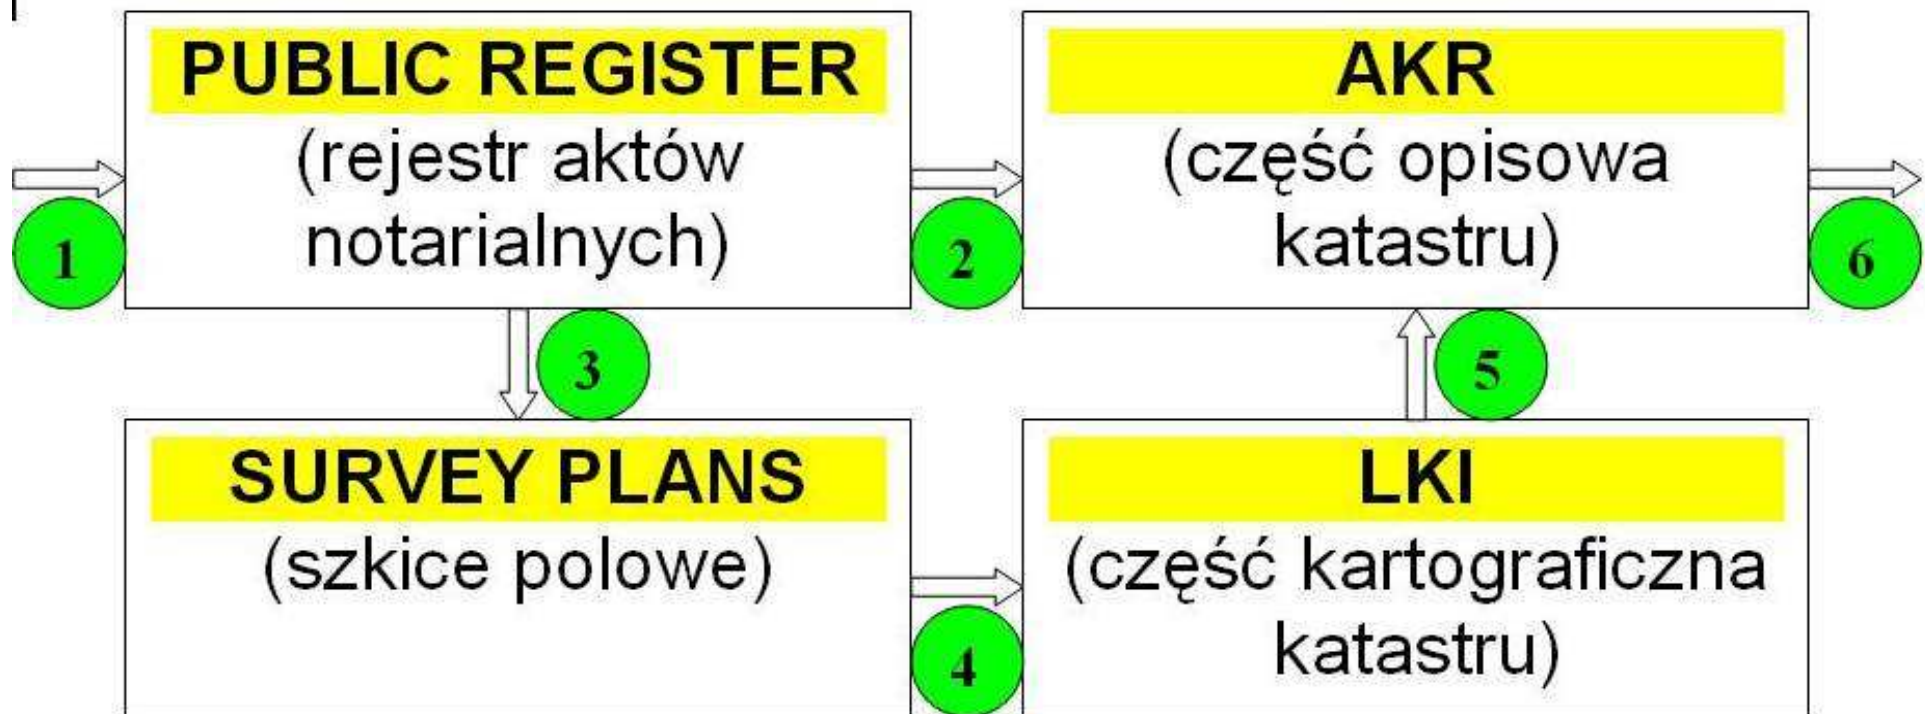 PUBLIC REGISTER
(rejestr aktów
notarialnych)
AKR
(część opisowa
katastru)
1
2
6
3
5
SURVEY PLANS
(szkice polowe)
LKI
(część kartograficzna
katastru)
4